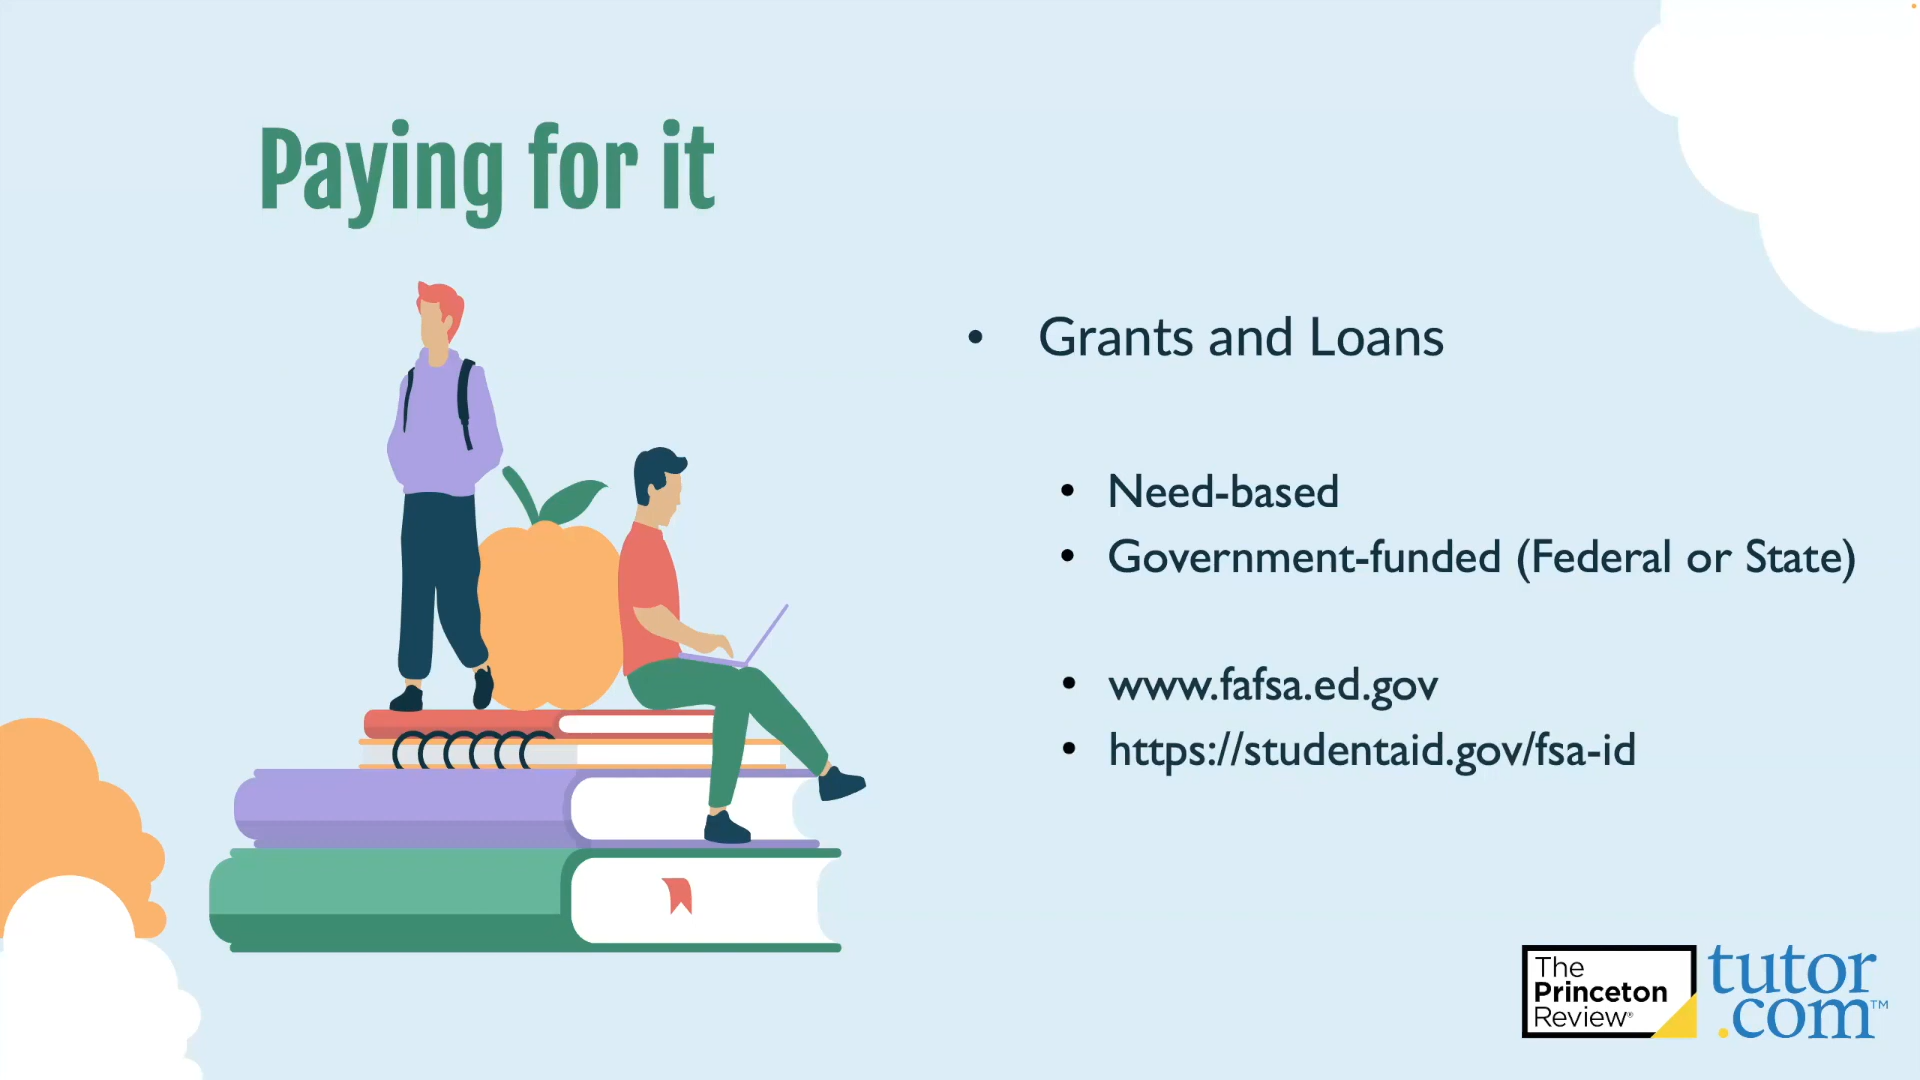 Paying for it
• Grants and Loans
• Need-based
• Government-funded (Federal or State)
• www.fafsa.ed.gov
• https://studentaid.gov/fsa-id
The
Princeton
Review®
tutor
.com™